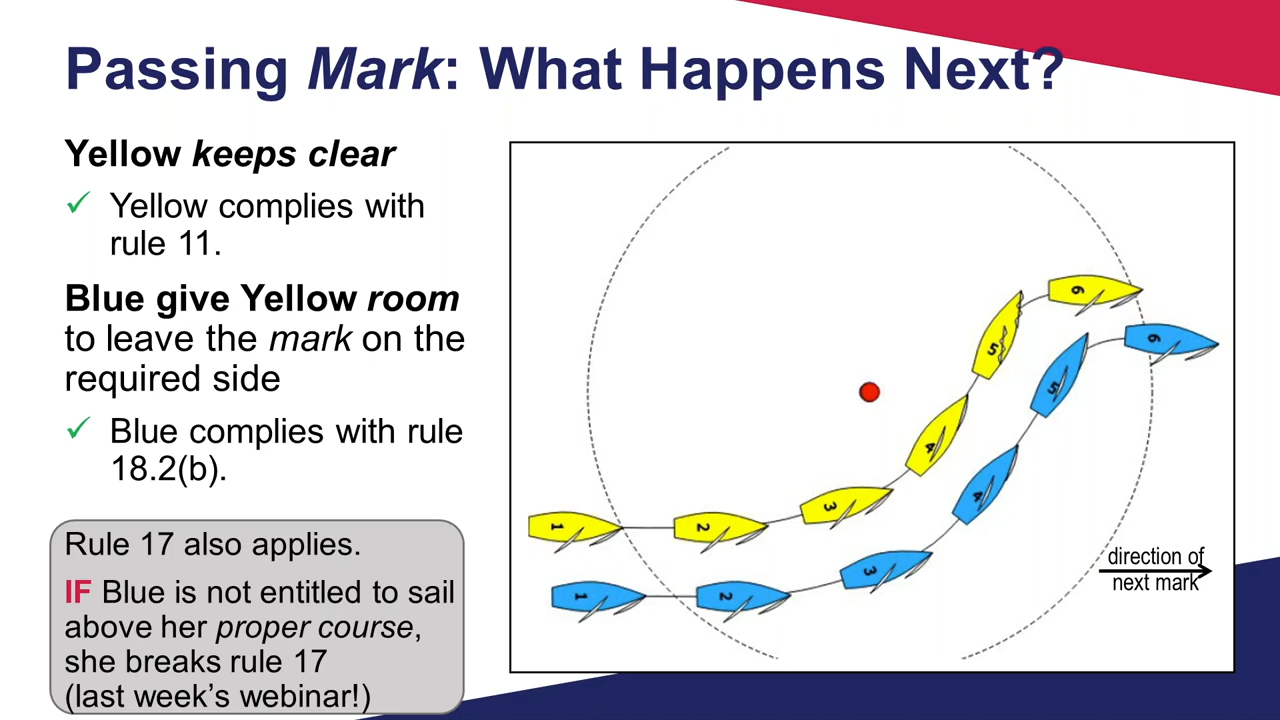 Passing Mark: What Happens Next?
Yellow keeps clear
✓ Yellow complies with
rule 11.
Blue give Yellow room
to leave the mark on the
required side
✓ Blue complies with rule
18.2(b).
Rule 17 also applies.
IF Blue is not entitled to sail
above her proper course,
she breaks rule 17
(last week's webinar!)
1
2
3
4
5
6
1
2
3
4
5
6
direction of
next mark